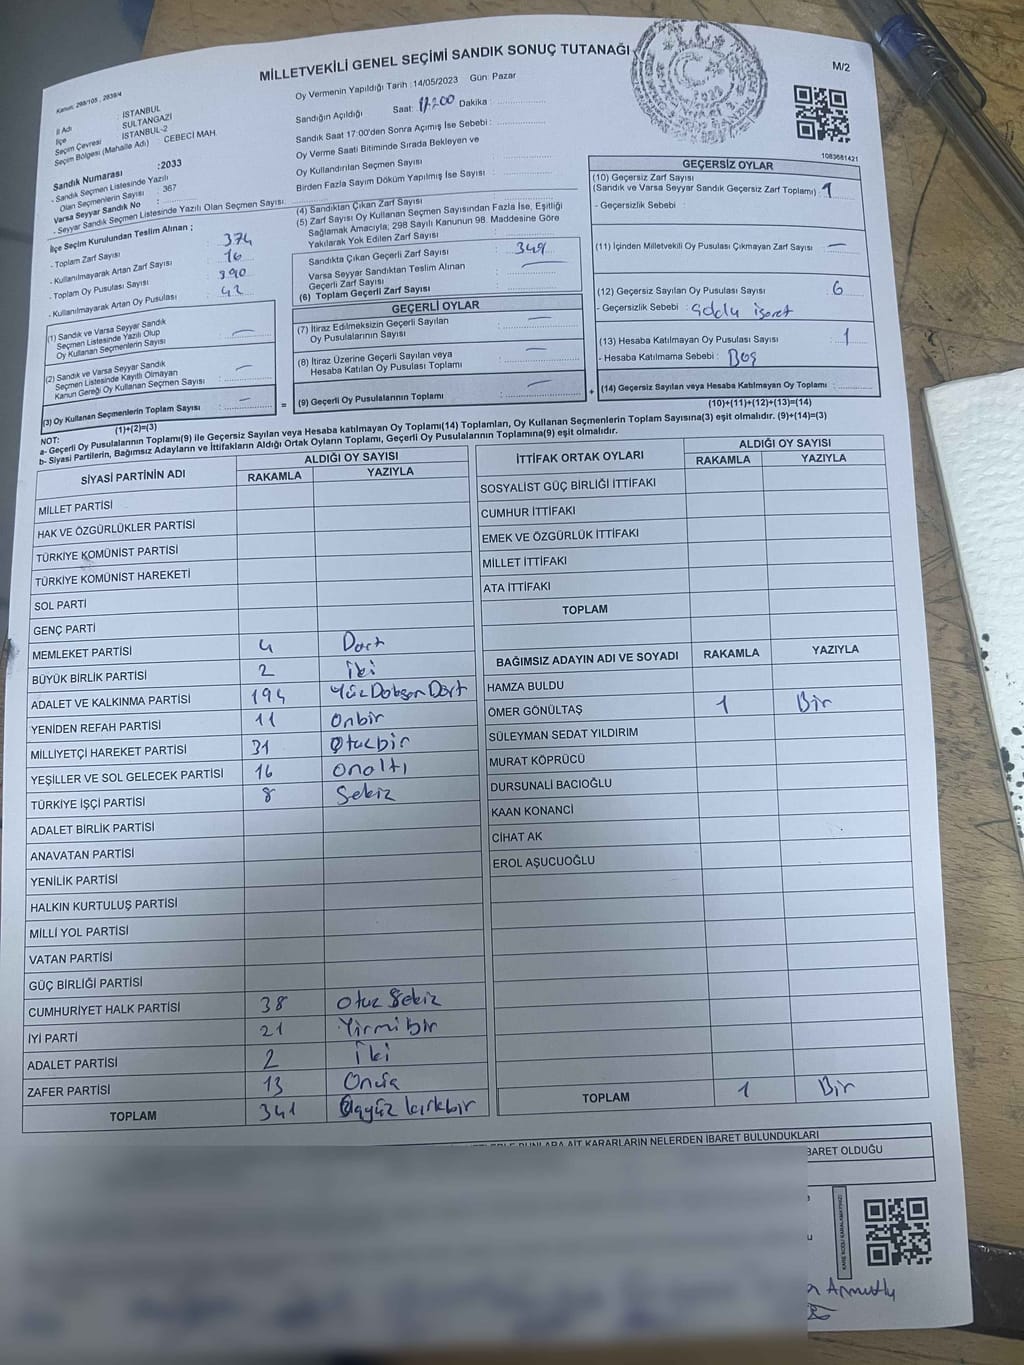 MİLLETVEKİLİ GENEL SEÇİMİ SANDIK SONUÇ TUTANAĞI
M/2
Kanun: 298/105 , 2839/4
İl Adı : İSTANBUL
İlçe : SULTANGAZİ
Seçim Çevresi : İSTANBUL-2
Seçim Bölgesi (Mahalle Adı) : CEBECİ MAH
Sandık Numarası :2033
- Sandık Seçmen Listesinde Yazılı
Olan Seçmenlerin Sayısı : 367
Varsa Seyyar Sandık No :
- Seyyar Sandık Seçmen Listesinde Yazılı Olan Seçmen Sayısı:
İlçe Seçim Kurulundan Teslim Alınan ;
- Toplam Zarf Sayısı : 374
- Kullanılmayarak Artan Zarf Sayısı : 16
- Toplam Oy Pusulası Sayısı : 390
- Kullanılmayarak Artan Oy Pusulası : 42
(1) Sandık ve Varsa Seyyar Sandık
Seçmen Listesinde Yazılı Olup
Oy Kullanan Seçmenlerin Sayısı : —
(2) Sandık ve Varsa Seyyar Sandık
Seçmen Listesinde Kayıtlı Olmayan
Kanun Gereği Oy Kullanan Seçmen Sayısı : —
(3) Oy Kullanan Seçmenlerin Toplam Sayısı : —
(1)+(2)=(3)
Oy Vermenin Yapıldığı Tarih :14/05/2023 Gün: Pazar
Sandığın Açıldığı Saat: 17:00 Dakika :
Sandık Saat 17:00'den Sonra Açımış İse Sebebi :
Oy Verme Saati Bitiminde Sırada Bekleyen ve
Oy Kullandırılan Seçmen Sayısı :
Birden Fazla Sayım Döküm Yapılmış İse Sayısı :
(4) Sandıktan Çıkan Zarf Sayısı :
(5) Zarf Sayısı Oy Kullanan Seçmen Sayısından Fazla İse, Eşitliği
Sağlamak Amacıyla; 298 Sayılı Kanunun 98. Maddesine Göre
Yakılarak Yok Edilen Zarf Sayısı :
Sandıkta Çıkan Geçerli Zarf Sayısı : 349
Varsa Seyyar Sandıktan Teslim Alınan
Geçerli Zarf Sayısı : —
(6) Toplam Geçerli Zarf Sayısı :
GEÇERLİ OYLAR
(7) İtiraz Edilmeksizin Geçerli Sayılan
Oy Pusulalarının Sayısı : —
(8) İtiraz Üzerine Geçerli Sayılan veya
Hesaba Katılan Oy Pusulası Toplamı : —
= (9) Geçerli Oy Pusulalarının Toplamı : —
1083681421
GEÇERSİZ OYLAR
(10) Geçersiz Zarf Sayısı
(Sandık ve Varsa Seyyar Sandık Geçersiz Zarf Toplamı) : 1
- Geçersizlik Sebebi :
(11) İçinden Milletvekili Oy Pusulası Çıkmayan Zarf Sayısı : —
(12) Geçersiz Sayılan Oy Pusulası Sayısı : 6
- Geçersizlik Sebebi : işaret
(13) Hesaba Katılmayan Oy Pusulası Sayısı : 1
- Hesaba Katılmama Sebebi : Boş
+ (14) Geçersiz Sayılan veya Hesaba Katılmayan Oy Toplamı :
(10)+(11)+(12)+(13)=(14)
NOT:
a- Geçerli Oy Pusulalarının Toplamı(9) ile Geçersiz Sayılan veya Hesaba katılmayan Oy Toplamı(14) Toplamları, Oy Kullanan Seçmenlerin Toplam Sayısına(3) eşit olmalıdır. (9)+(14)=(3)
b- Siyasi Partilerin, Bağımsız Adayların ve İttifakların Aldığı Ortak Oyların Toplamı, Geçerli Oy Pusulalarının Toplamına(9) eşit olmalıdır.
SİYASİ PARTİNİN ADI
ALDIĞI OY SAYISI
RAKAMLA YAZIYLA
MİLLET PARTİSİ
HAK VE ÖZGÜRLÜKLER PARTİSİ
TÜRKİYE KOMÜNİST PARTİSİ
TÜRKİYE KOMÜNİST HAREKETİ
SOL PARTİ
GENÇ PARTİ
MEMLEKET PARTİSİ 4 Dört
BÜYÜK BİRLİK PARTİSİ 2 İki
ADALET VE KALKINMA PARTİSİ 194 Yüz Doksan Dört
YENİDEN REFAH PARTİSİ 11 Onbir
MİLLİYETÇİ HAREKET PARTİSİ 31 Otuzbir
YEŞİLLER VE SOL GELECEK PARTİSİ 16 Onaltı
TÜRKİYE İŞÇİ PARTİSİ 8 Sekiz
ADALET BİRLİK PARTİSİ
ANAVATAN PARTİSİ
YENİLİK PARTİSİ
HALKIN KURTULUŞ PARTİSİ
MİLLİ YOL PARTİSİ
VATAN PARTİSİ
GÜÇ BİRLİĞİ PARTİSİ
CUMHURİYET HALK PARTİSİ 38 Otuz Sekiz
İYİ PARTİ 21 Yirmi bir
ADALET PARTİSİ 2 İki
ZAFER PARTİSİ 13 Onüç
TOPLAM 341 Üçyüz kırkbir
İTTİFAK ORTAK OYLARI
ALDIĞI OY SAYISI
RAKAMLA YAZIYLA
SOSYALİST GÜÇ BİRLİĞİ İTTİFAKI
CUMHUR İTTİFAKI
EMEK VE ÖZGÜRLÜK İTTİFAKI
MİLLET İTTİFAKI
ATA İTTİFAKI
TOPLAM
BAĞIMSIZ ADAYIN ADI VE SOYADI RAKAMLA YAZIYLA
HAMZA BULDU
ÖMER GÖNÜLTAŞ 1 Bir
SÜLEYMAN SEDAT YILDIRIM
MURAT KÖPRÜCÜ
DURSUNALİ BACIOĞLU
KAAN KONANCİ
CİHAT AK
EROL AŞUCUOĞLU
TOPLAM 1 Bir
AİT KARARLARIN NELERDEN İBARET BULUNDUKLARI
BARET OLDUĞU